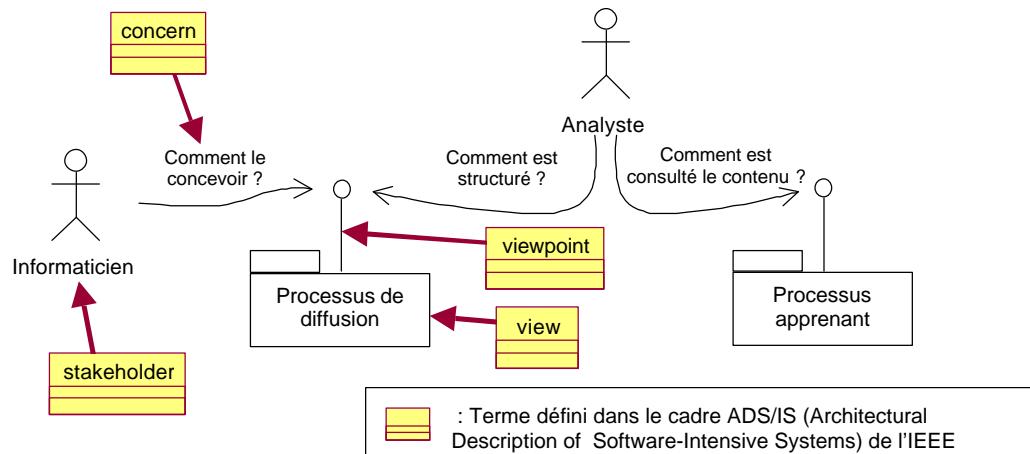 concern
Analyste
Comment le
concevoir ?
Comment est
structuré ?
Comment est
consulté le contenu ?
Informaticien
viewpoint
Processus de
diffusion
view
Processus
apprenant
stakeholder
: Terme défini dans le cadre ADS/IS (Architectural
Description of Software-Intensive Systems) de l'IEEE